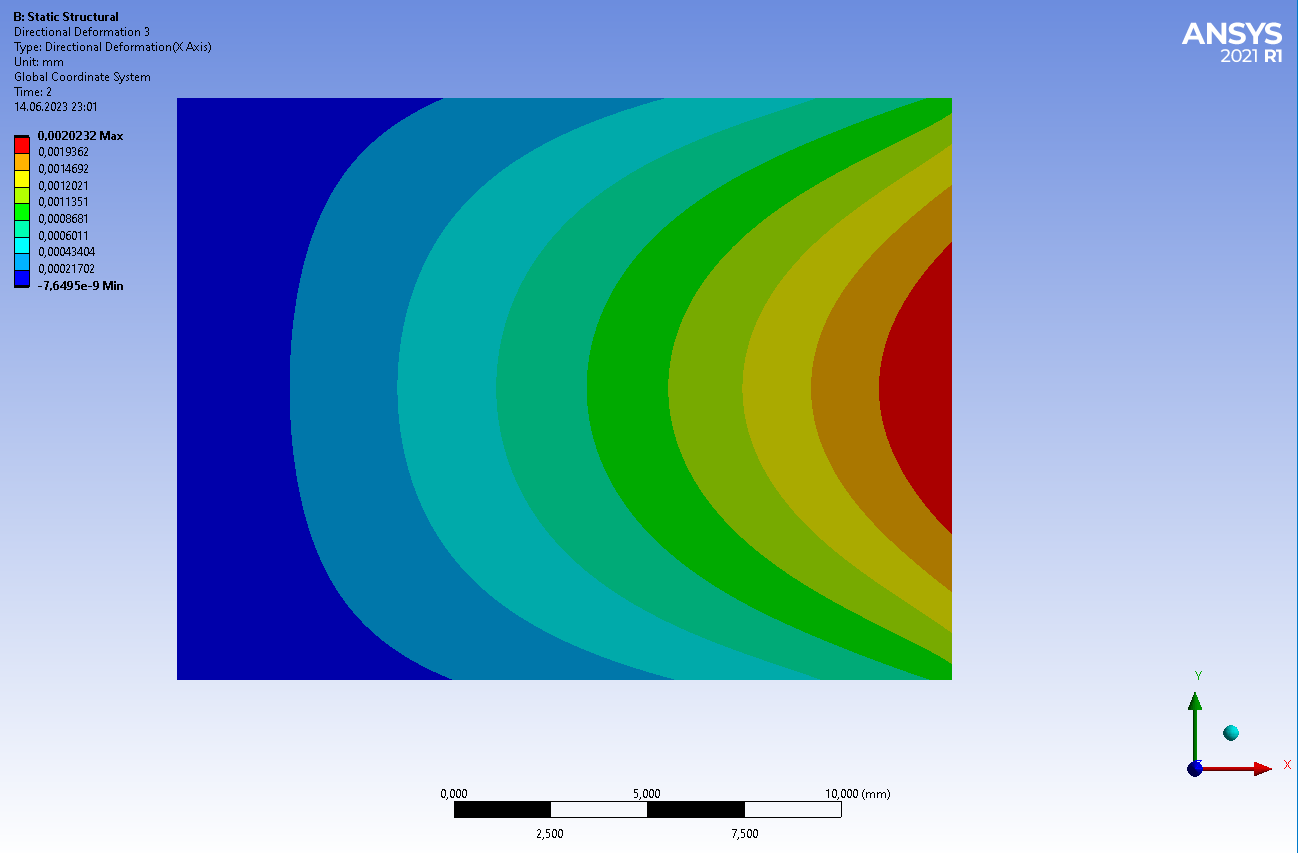 B: Static Structural
Directional Deformation 3
Type: Directional Deformation(X Axis)
Unit: mm
Global Coordinate System
Time: 2
14.06.2023 23:01
ANSYS
2021 R1
0,0020232 Max
0,0019362
0,0014692
0,0012021
0,0011351
0,0008681
0,0006011
0,00043404
0,00021702
-7,6495e-9 Min
Y
X
Z
0,000
5,000
10,000 (mm)
2,500
7,500